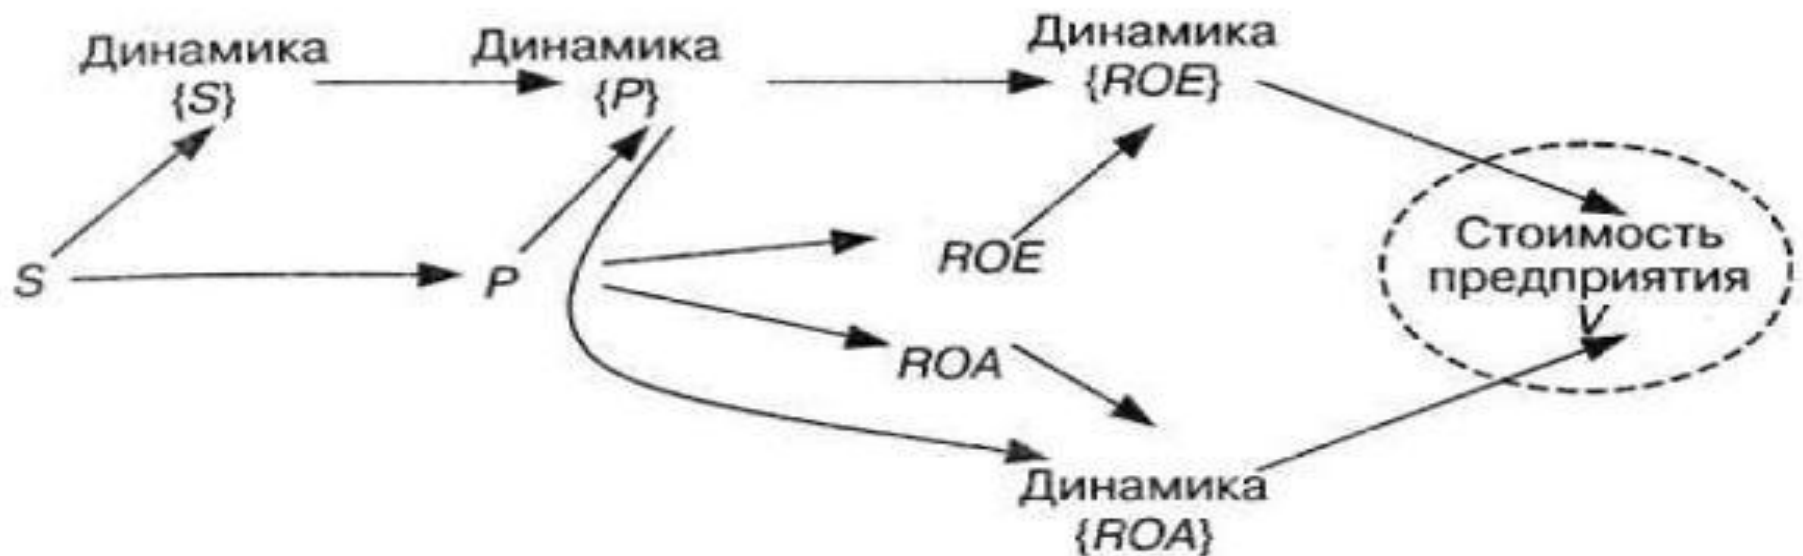 Динамика
{S}
Динамика
{P}
Динамика
{ROE}
S
P
ROE
ROA
Стоимость
предприятия
V
Динамика
{ROA}